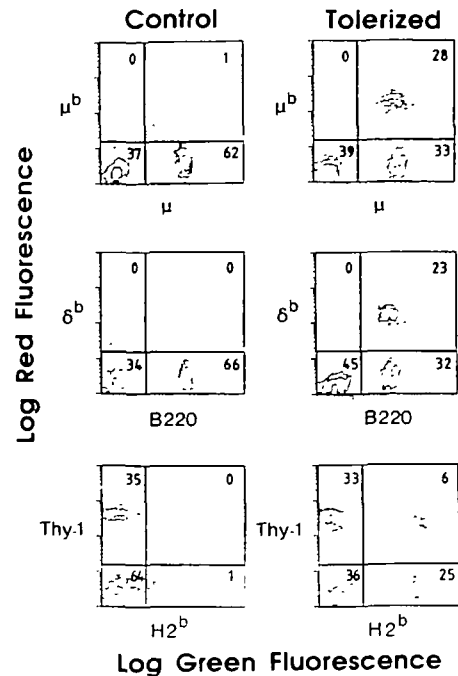 Control Tolerized
0 1 0 28
μb μb
37 62 39 33
μ μ
0 0 0 23
δb δb
34 66 45 32
B220 B220
35 0 33 6
Thy-1 Thy-1
64 1 36 25
H2b H2b
Log Red Fluorescence
Log Green Fluorescence